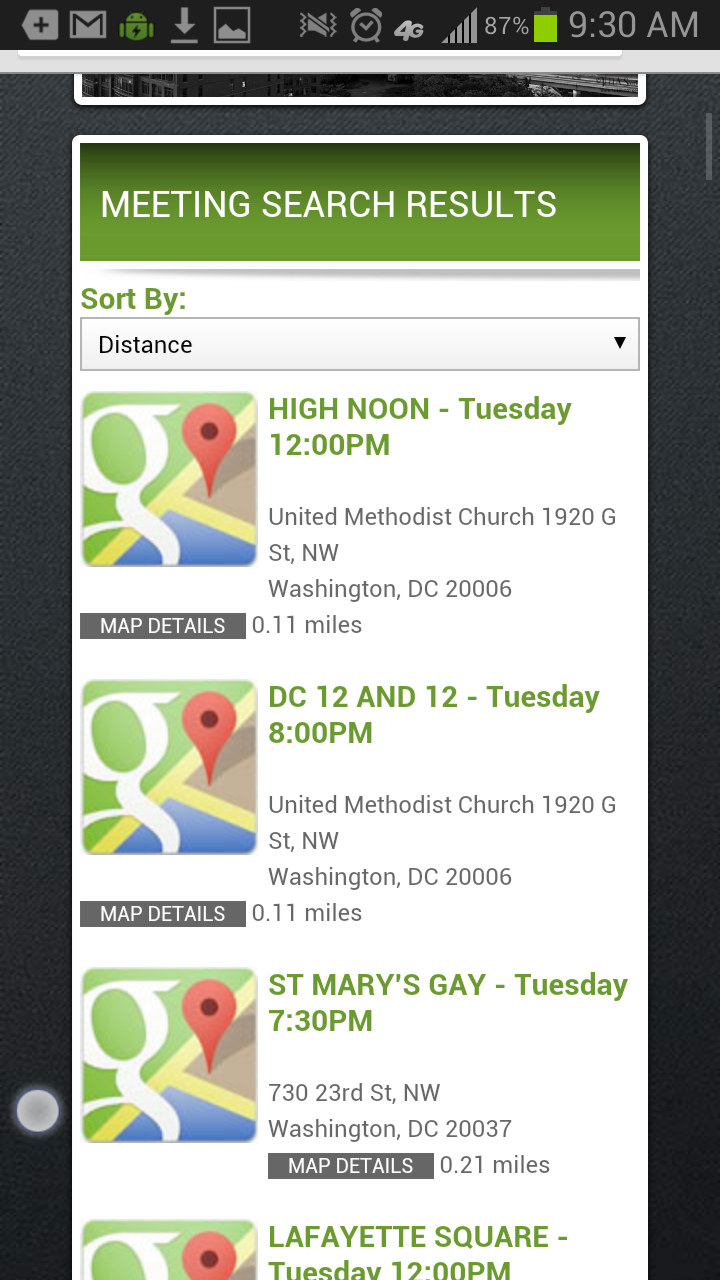 4G 87% 9:30 AM
MEETING SEARCH RESULTS
Sort By:
Distance
HIGH NOON - Tuesday
12:00PM
United Methodist Church 1920 G
St, NW
Washington, DC 20006
MAP DETAILS 0.11 miles
DC 12 AND 12 - Tuesday
8:00PM
United Methodist Church 1920 G
St, NW
Washington, DC 20006
MAP DETAILS 0.11 miles
ST MARY'S GAY - Tuesday
7:30PM
730 23rd St, NW
Washington, DC 20037
MAP DETAILS 0.21 miles
LAFAYETTE SQUARE -
Tuesday 12:00PM